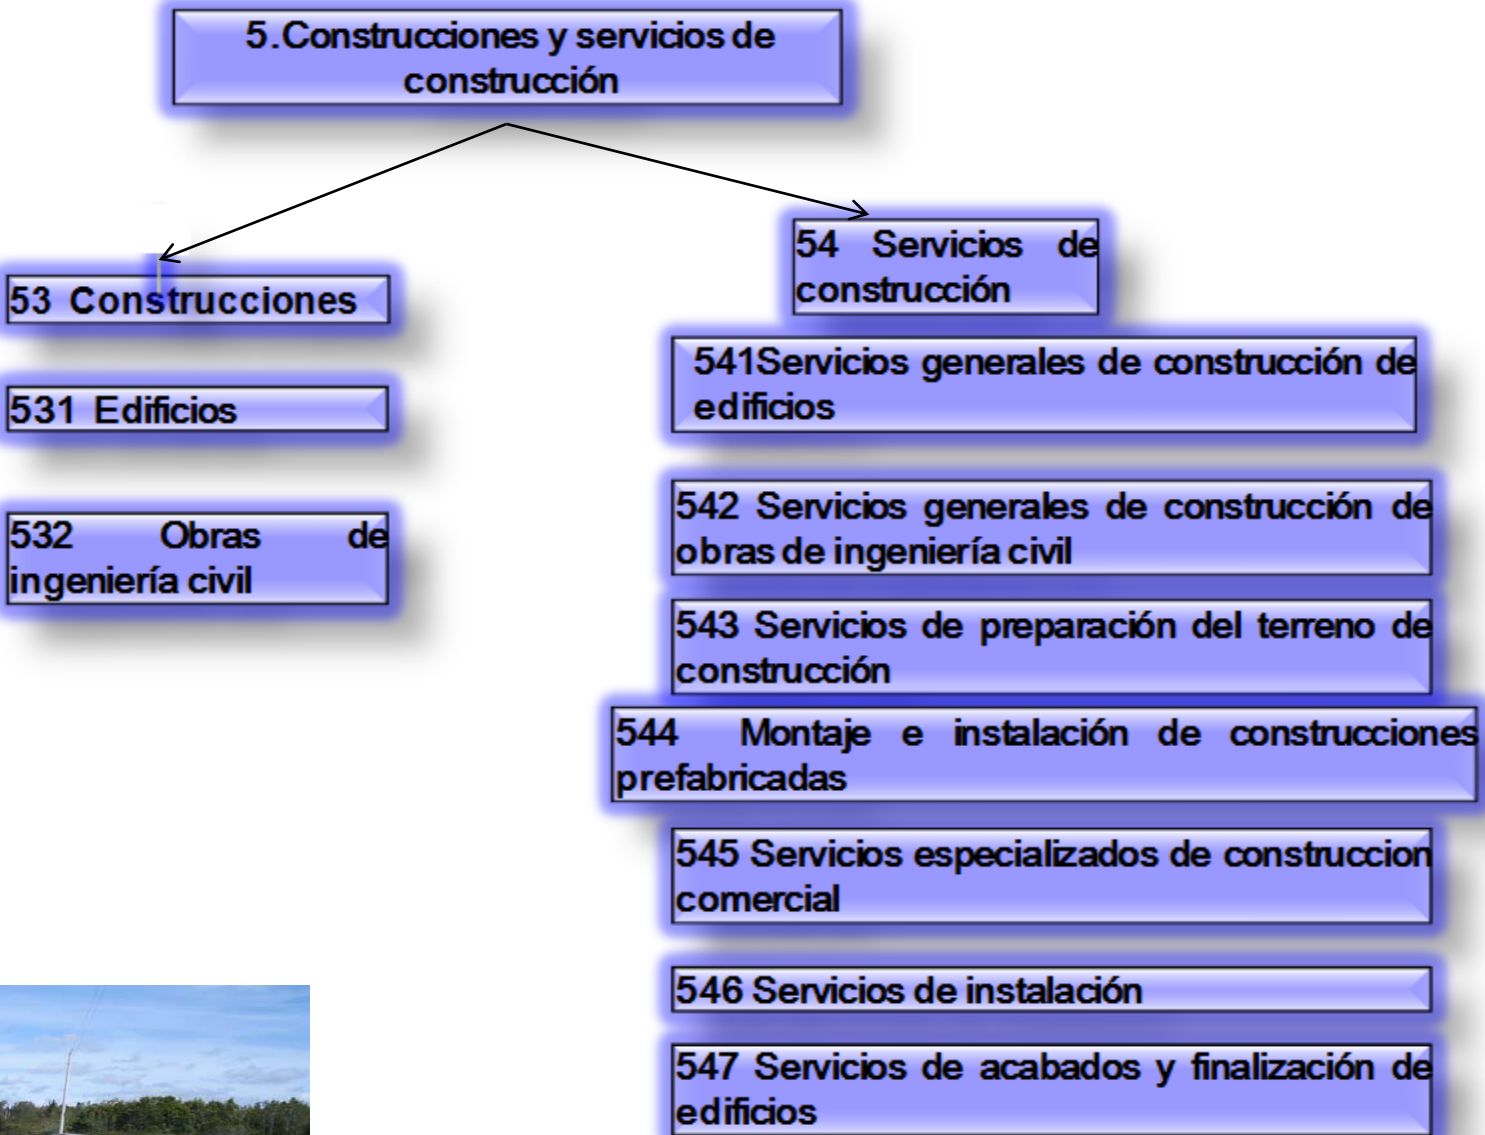 5.Construcciones y servicios de
construcción
53 Construcciones
531 Edificios
532 Obras de
ingeniería civil
54 Servicios de
construcción
541Servicios generales de construcción de
edificios
542 Servicios generales de construcción de
obras de ingeniería civil
543 Servicios de preparación del terreno de
construcción
544 Montaje e instalación de construcciones
prefabricadas
545 Servicios especializados de construccion
comercial
546 Servicios de instalación
547 Servicios de acabados y finalización de
edificios